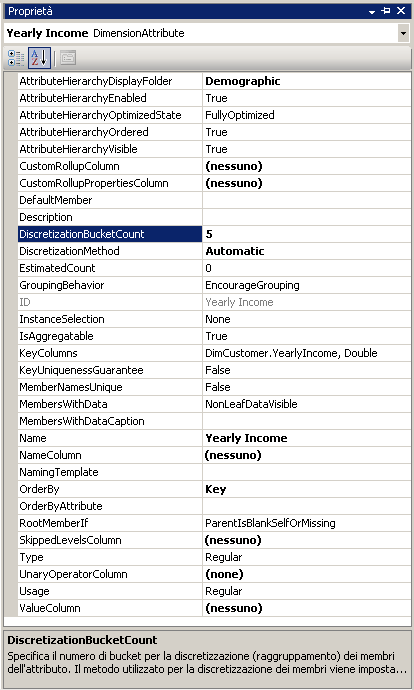 Proprietà
Yearly Income DimensionAttribute
AttributeHierarchyDisplayFolder Demographic
AttributeHierarchyEnabled True
AttributeHierarchyOptimizedState FullyOptimized
AttributeHierarchyOrdered True
AttributeHierarchyVisible True
CustomRollupColumn (nessuno)
CustomRollupPropertiesColumn (nessuno)
DefaultMember
Description
DiscretizationBucketCount 5
DiscretizationMethod Automatic
EstimatedCount 0
GroupingBehavior EncourageGrouping
ID Yearly Income
InstanceSelection None
IsAggregatable True
KeyColumns DimCustomer.YearlyIncome, Double
KeyUniquenessGuarantee False
MemberNamesUnique False
MembersWithData NonLeafDataVisible
MembersWithDataCaption
Name Yearly Income
NameColumn (nessuno)
NamingTemplate
OrderBy Key
OrderByAttribute
RootMemberIf ParentIsBlankSelfOrMissing
SkippedLevelsColumn (nessuno)
Type Regular
UnaryOperatorColumn (none)
Usage Regular
ValueColumn (nessuno)
DiscretizationBucketCount
Specifica il numero di bucket per la discretizzazione (raggruppamento) dei membri
dell'attributo. Il metodo utilizzato per la discretizzazione dei membri viene imposta...